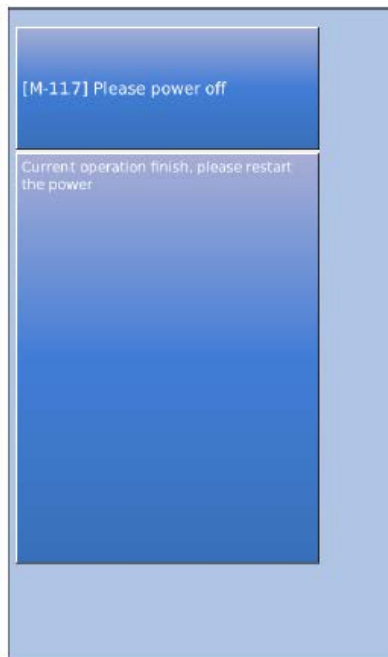 [M-117] Please power off
Current operation finish, please restart
the power